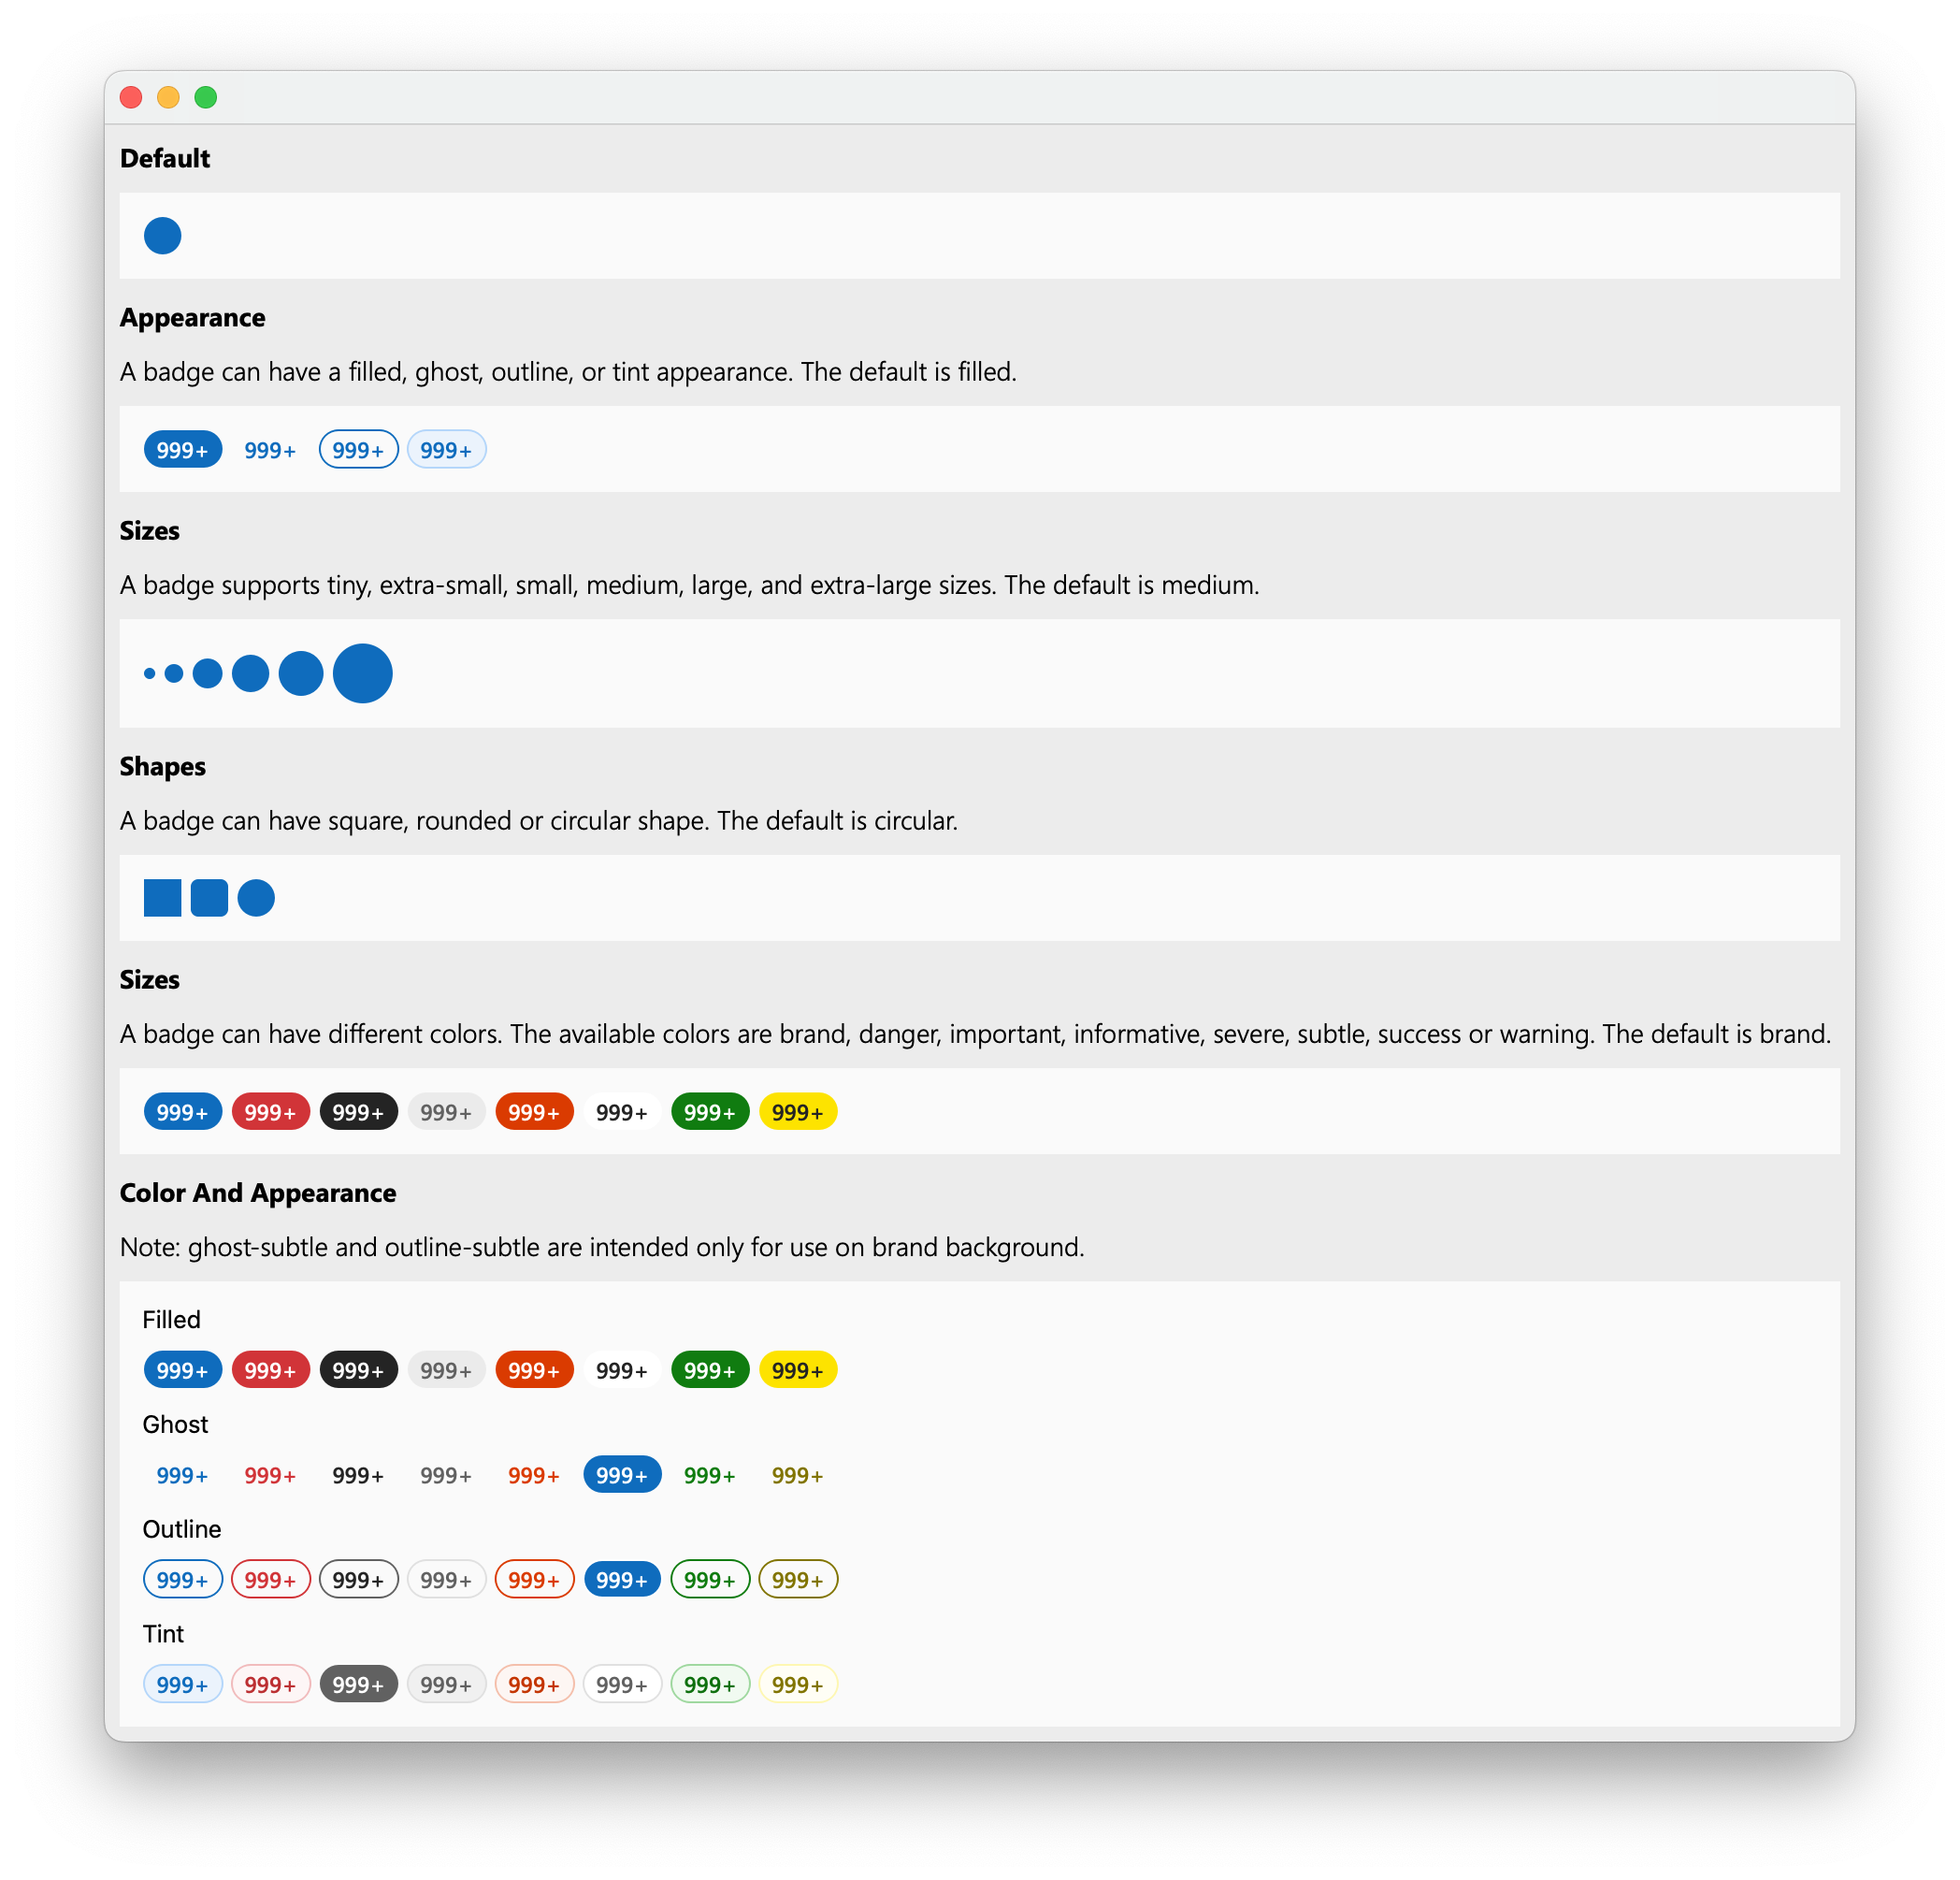 Default
Appearance
A badge can have a filled, ghost, outline, or tint appearance. The default is filled.
999+ 999+ 999+ 999+
Sizes
A badge supports tiny, extra-small, small, medium, large, and extra-large sizes. The default is medium.
Shapes
A badge can have square, rounded or circular shape. The default is circular.
Sizes
A badge can have different colors. The available colors are brand, danger, important, informative, severe, subtle, success or warning. The default is brand.
999+ 999+ 999+ 999+ 999+ 999+ 999+ 999+
Color And Appearance
Note: ghost-subtle and outline-subtle are intended only for use on brand background.
Filled
999+ 999+ 999+ 999+ 999+ 999+ 999+ 999+
Ghost
999+ 999+ 999+ 999+ 999+ 999+ 999+ 999+
Outline
999+ 999+ 999+ 999+ 999+ 999+ 999+ 999+
Tint
999+ 999+ 999+ 999+ 999+ 999+ 999+ 999+